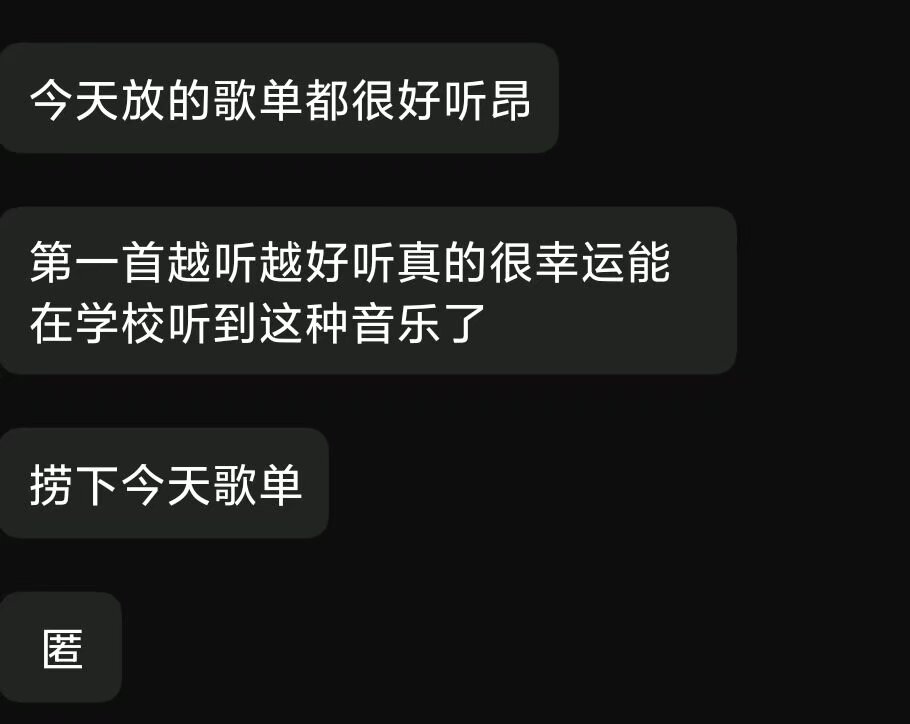 今天放的歌单都很好听昂
第一首越听越好听真的很幸运能
在学校听到这种音乐了
捞下今天歌单
匿